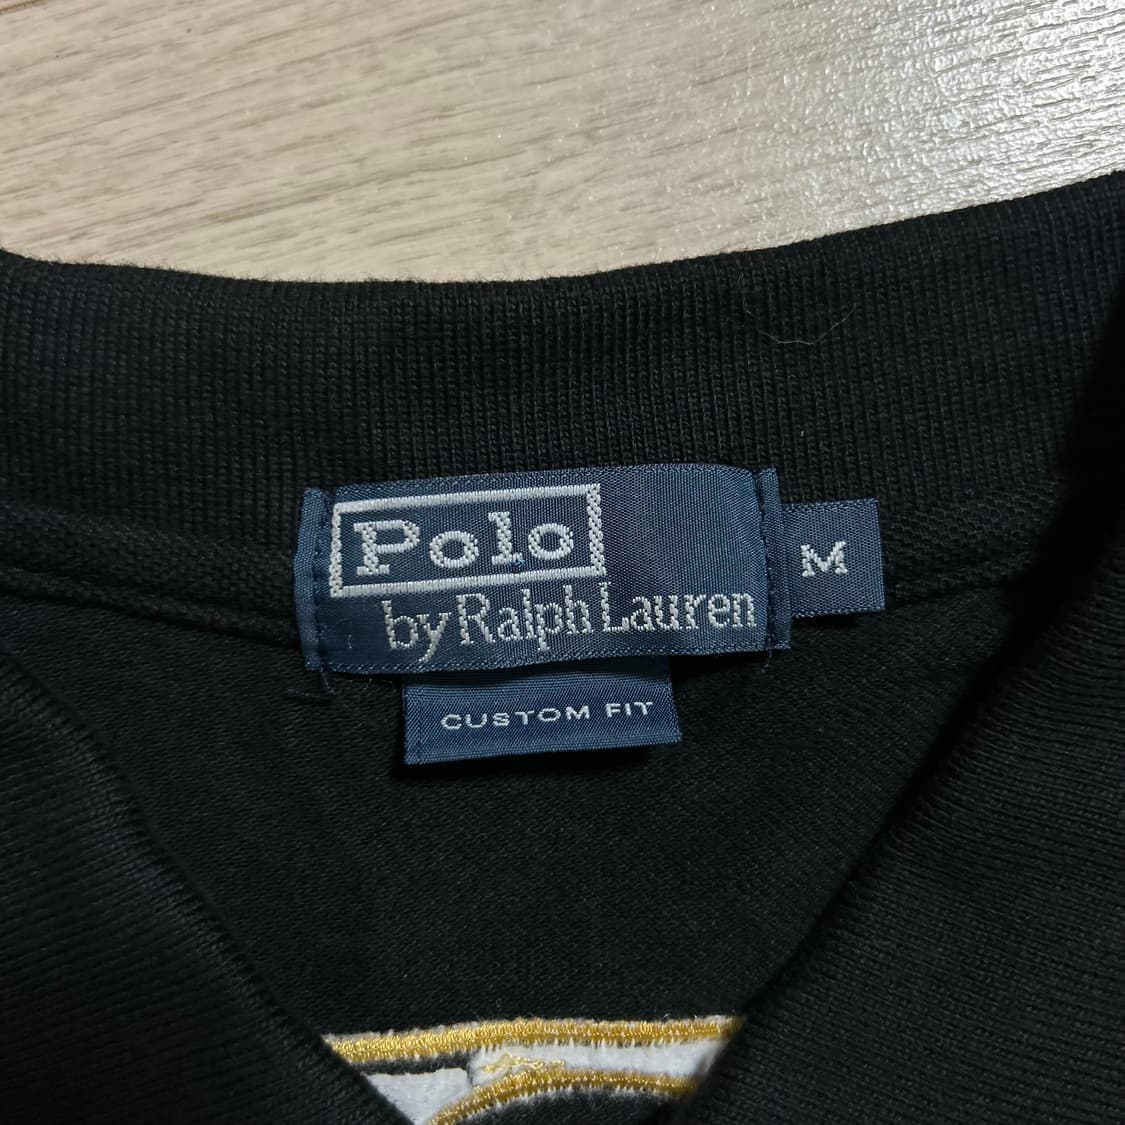 Polo
by Ralph Lauren
M
CUSTOM FIT